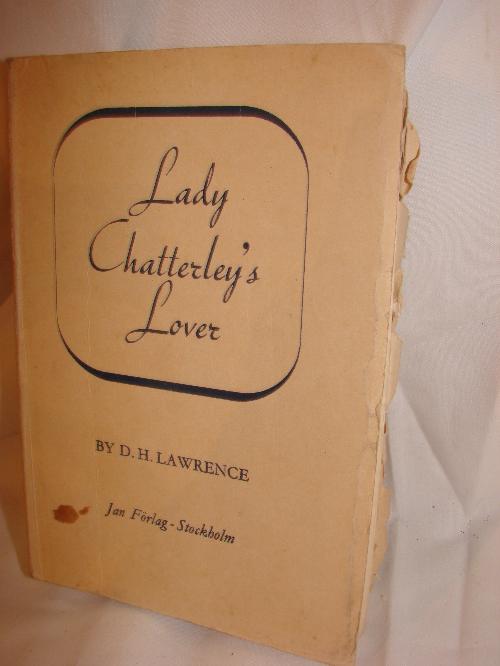 Lady
Chatterley's
Lover
BY D. H. LAWRENCE
Jan Förlag - Stockholm